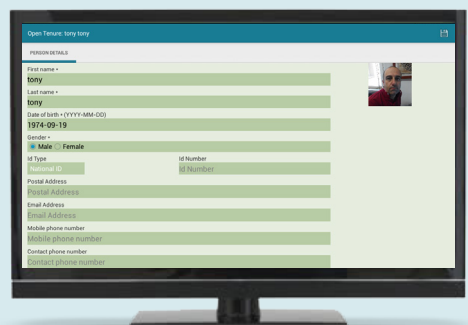 Open Tenure: tony tony
PERSON DETAILS
First name •
tony
Last name •
tony
Date of birth • (YYYY-MM-DD)
1974-09-19
Gender •
Male Female
Id Type Id Number
National ID Id Number
Postal Address
Postal Address
Email Address
Email Address
Mobile phone number
Mobile phone number
Contact phone number
Contact phone number